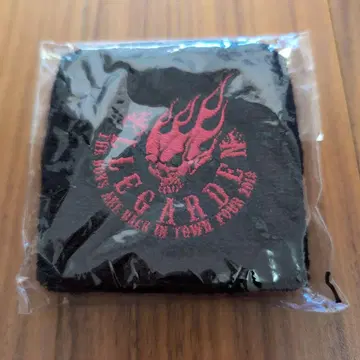 ELLEGARDEN
THE BOYS ARE BACK IN TOWN TOUR 2018